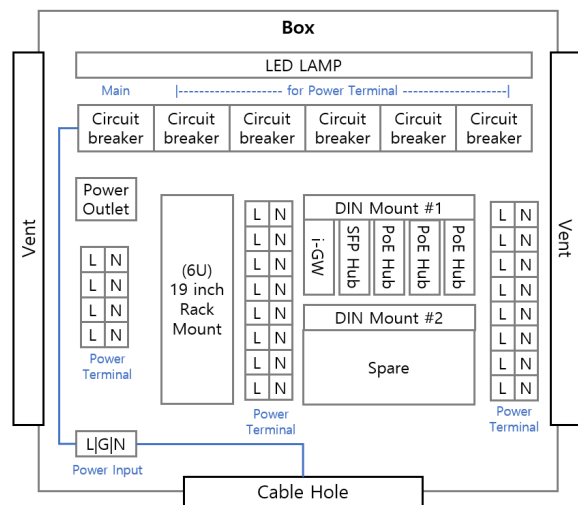 Box
LED LAMP
Main
|----------------------- for Power Terminal -----------------------|
Circuit breaker
Circuit breaker
Circuit breaker
Circuit breaker
Circuit breaker
Circuit breaker
Vent
Power
Outlet
L N
L N
L N
L N
Power
Terminal
(6U)
19 inch
Rack
Mount
L N
L N
L N
L N
L N
L N
L N
L N
Power
Terminal
DIN Mount #1
i-GW
SFP Hub
PoE Hub
PoE Hub
PoE Hub
DIN Mount #2
Spare
L N
L N
L N
L N
L N
L N
L N
L N
Power
Terminal
Vent
L|G|N
Power Input
Cable Hole